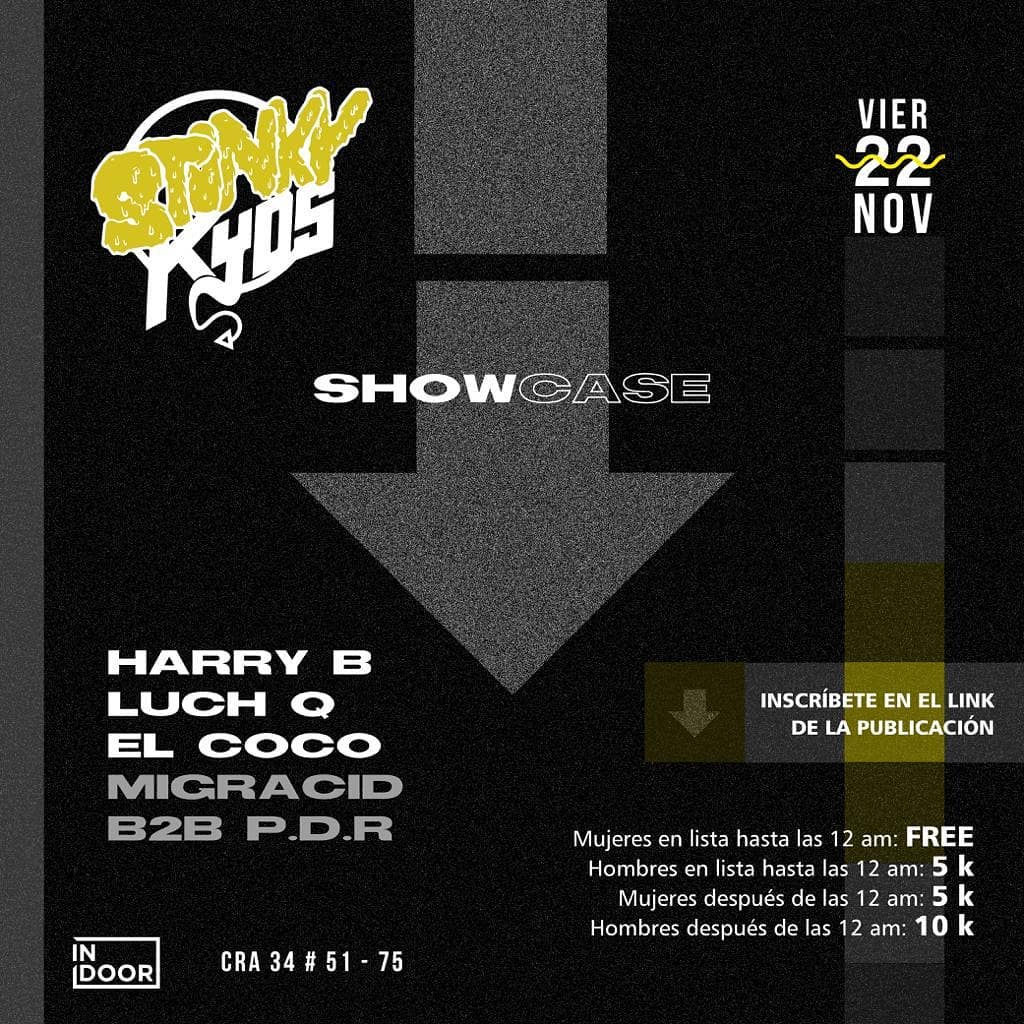 STINKY
KYDS
VIER
22
NOV
SHOWCASE
HARRY B
LUCH Q
EL COCO
MIGRACID
B2B P.D.R
INSCRÍBETE EN EL LINK
DE LA PUBLICACIÓN
Mujeres en lista hasta las 12 am: FREE
Hombres en lista hasta las 12 am: 5 k
Mujeres después de las 12 am: 5 k
Hombres después de las 12 am: 10 k
IN
DOOR
CRA 34 # 51 - 75